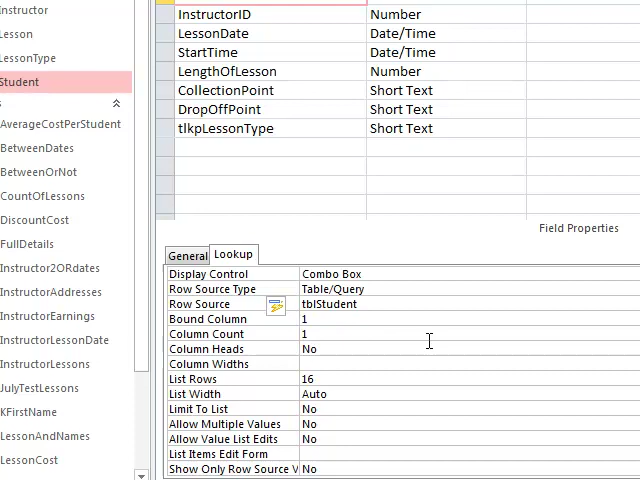 Instructor
Lesson
LessonType
Student
s
AverageCostPerStudent
BetweenDates
BetweenOrNot
CountOfLessons
DiscountCost
FullDetails
Instructor2ORdates
InstructorAddresses
InstructorEarnings
InstructorLessonDate
InstructorLessons
JulyTestLessons
KFirstName
LessonAndNames
LessonCost
InstructorID Number
LessonDate Date/Time
StartTime Date/Time
LengthOfLesson Number
CollectionPoint Short Text
DropOffPoint Short Text
tlkpLessonType Short Text
Field Properties
General Lookup
Display Control Combo Box
Row Source Type Table/Query
Row Source tblStudent
Bound Column 1
Column Count 1
Column Heads No
Column Widths
List Rows 16
List Width Auto
Limit To List No
Allow Multiple Values No
Allow Value List Edits No
List Items Edit Form
Show Only Row Source V No